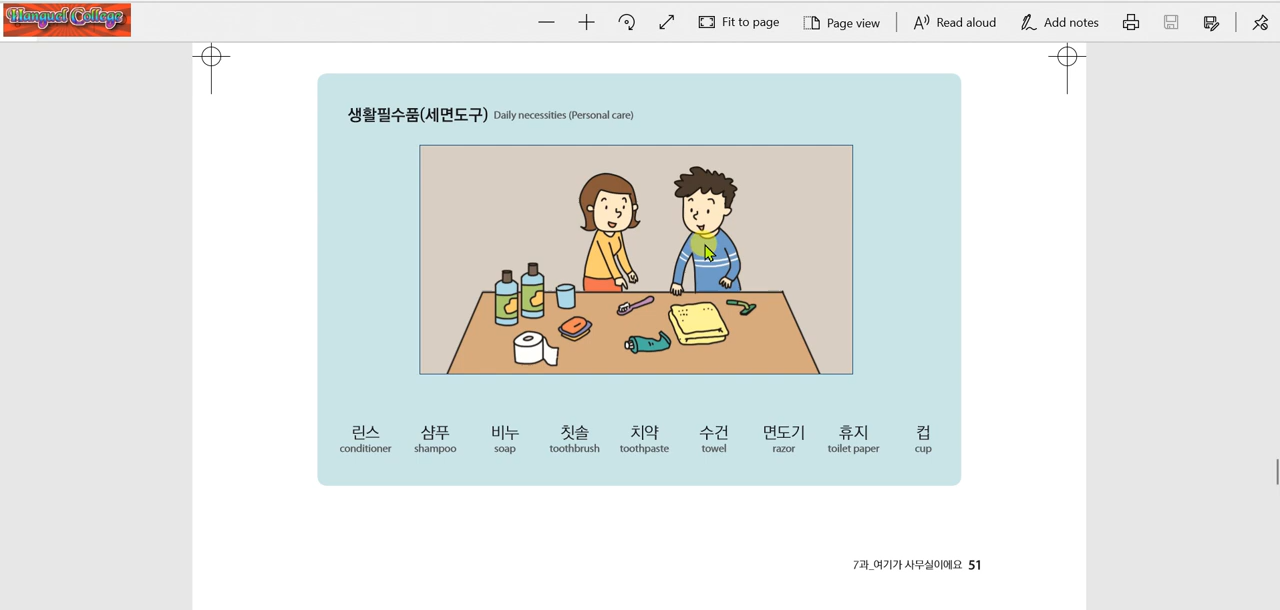 Hanguel College
Fit to page Page view Read aloud Add notes
생활필수품(세면도구) Daily necessities (Personal care)
린스 샴푸 비누 칫솔 치약 수건 면도기 휴지 컵
conditioner shampoo soap toothbrush toothpaste towel razor toilet paper cup
7과_여기가 사무실이에요 51